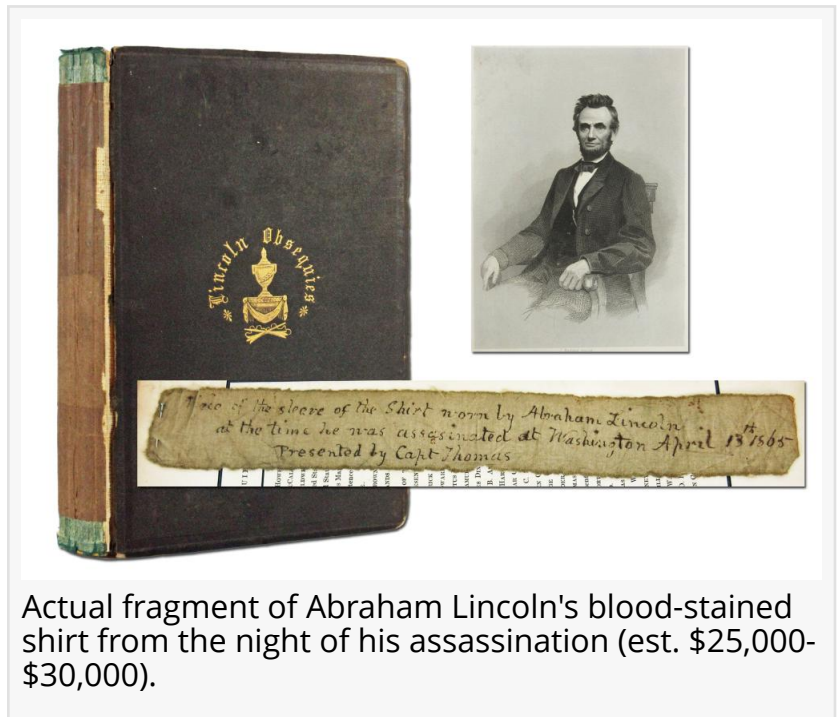 Lincoln Obsequies
Piece of the sleeve of the Shirt worn by Abraham Lincoln
at the time he was assasinated at Washington April 13th 1865
Presented by Capt Thomas
Actual fragment of Abraham Lincoln's blood-stained
shirt from the night of his assassination (est. $25,000-
$30,000).